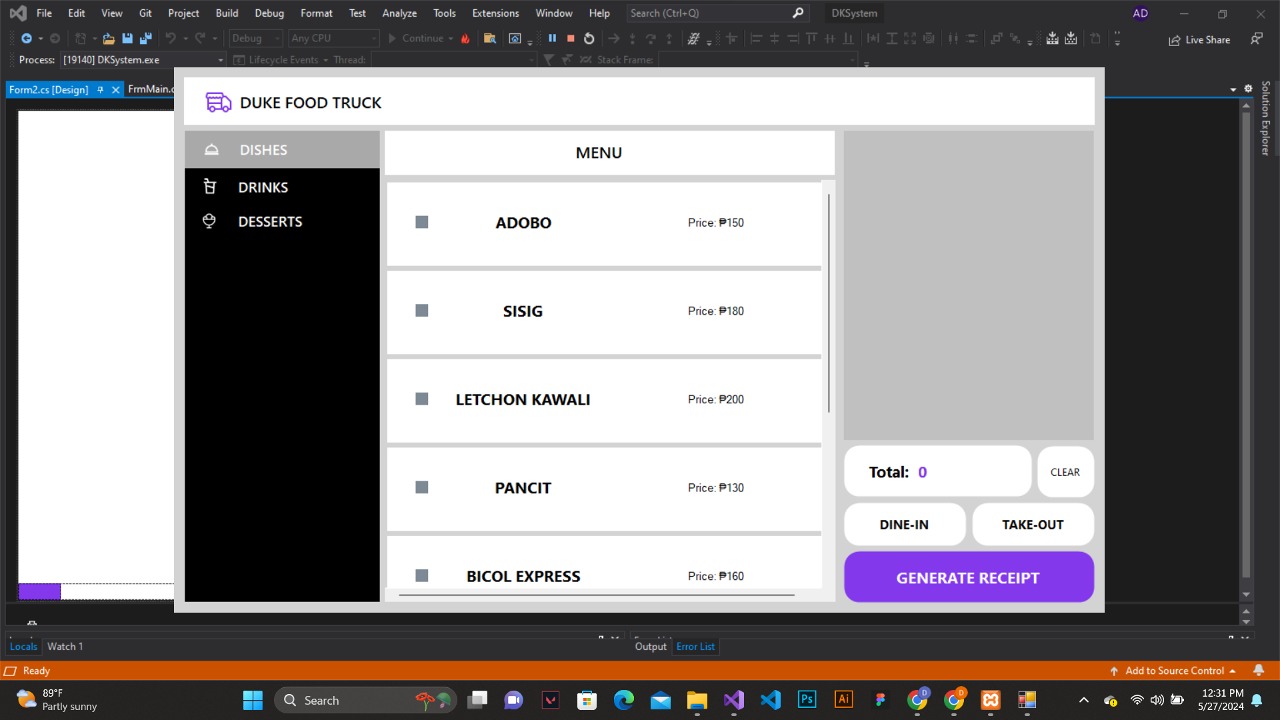 File Edit View Git Project Build Debug Format Test Analyze Tools Extensions Window Help Search (Ctrl+Q) DKSystem AD
Debug Any CPU Continue Live Share
Process: [19140] DKSystem.exe Lifecycle Events Thread: Stack Frame:
Form2.cs [Design] FrmMain.c
Solution Explorer
DUKE FOOD TRUCK
DISHES
DRINKS
DESSERTS
MENU
ADOBO Price: ₱150
SISIG Price: ₱180
LETCHON KAWALI Price: ₱200
PANCIT Price: ₱130
BICOL EXPRESS Price: ₱160
Total: 0 CLEAR
DINE-IN TAKE-OUT
GENERATE RECEIPT
Locals Watch 1 Output Error List
Ready Add to Source Control
89°F
Partly sunny
Search
Ps Ai D D
12:31 PM
5/27/2024